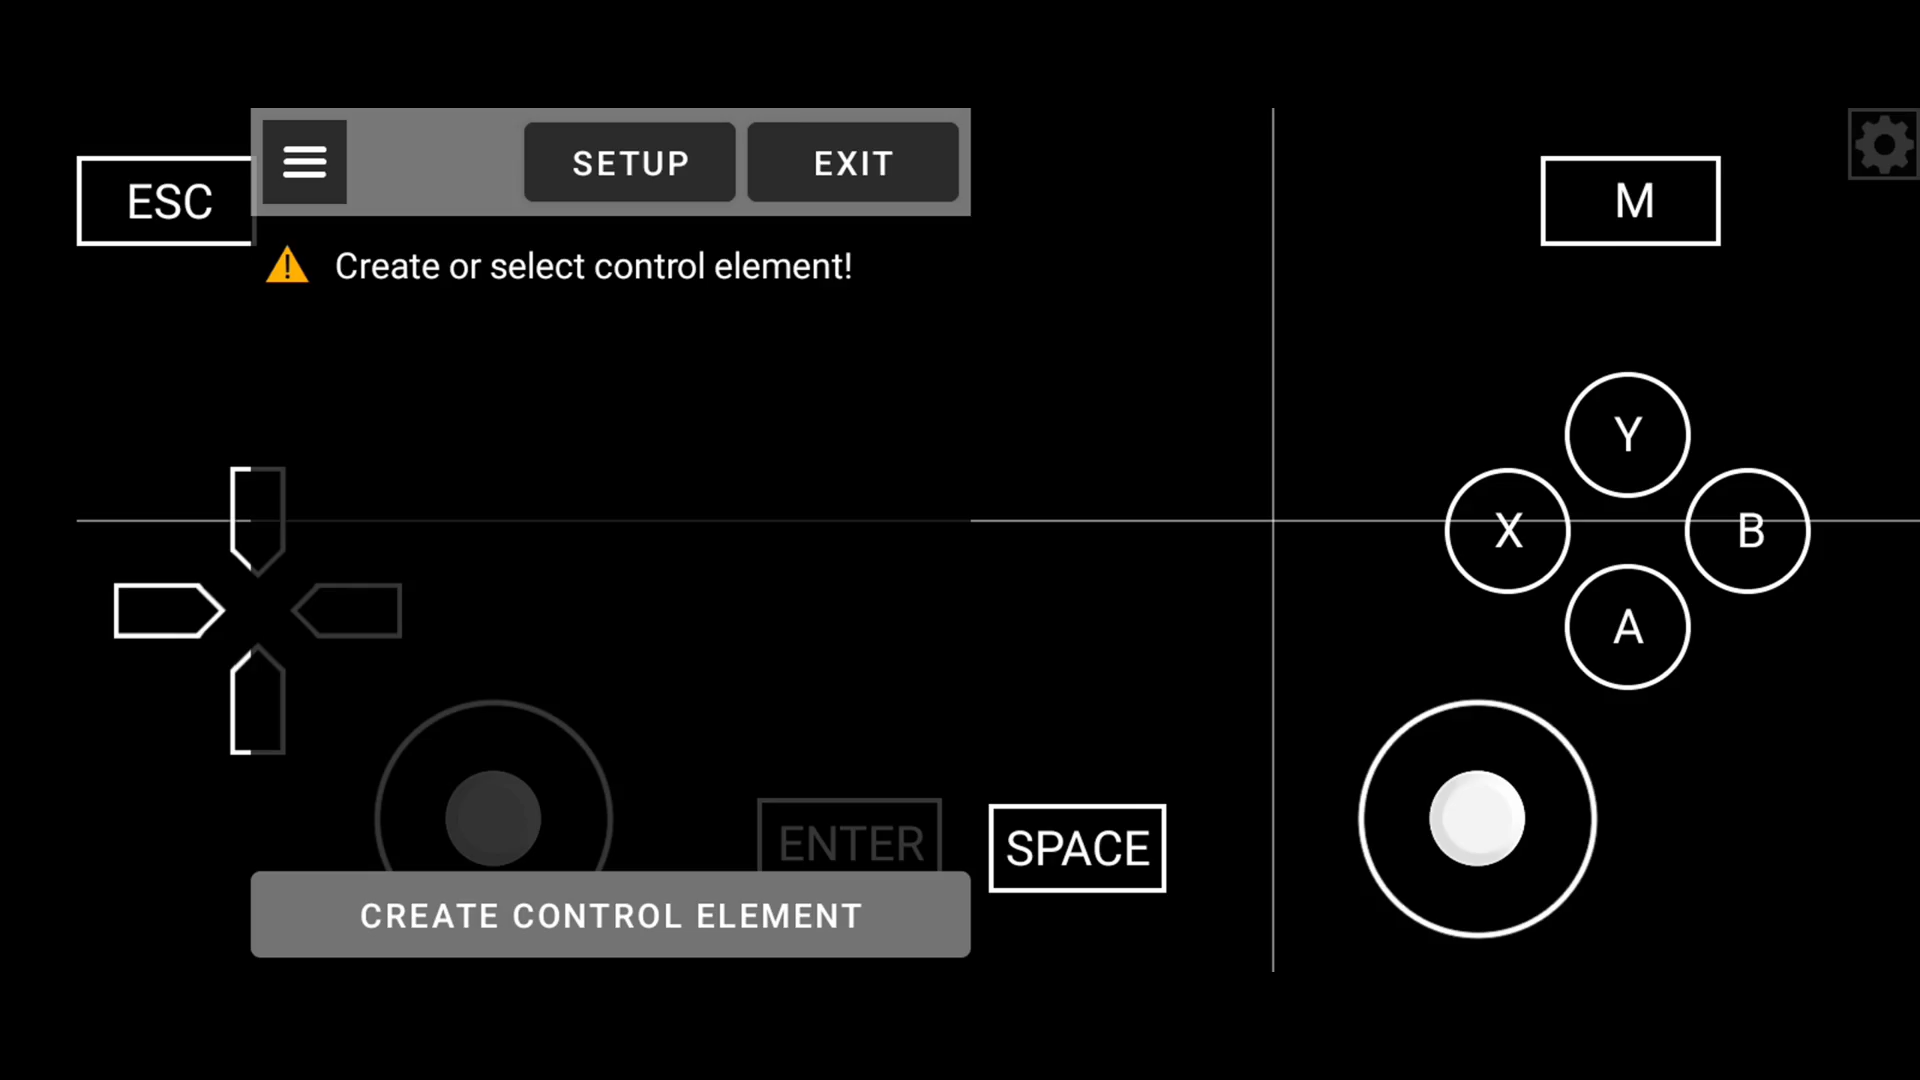 SETUP
EXIT
ESC
M
Create or select control element!
Y
X
B
A
ENTER
SPACE
CREATE CONTROL ELEMENT